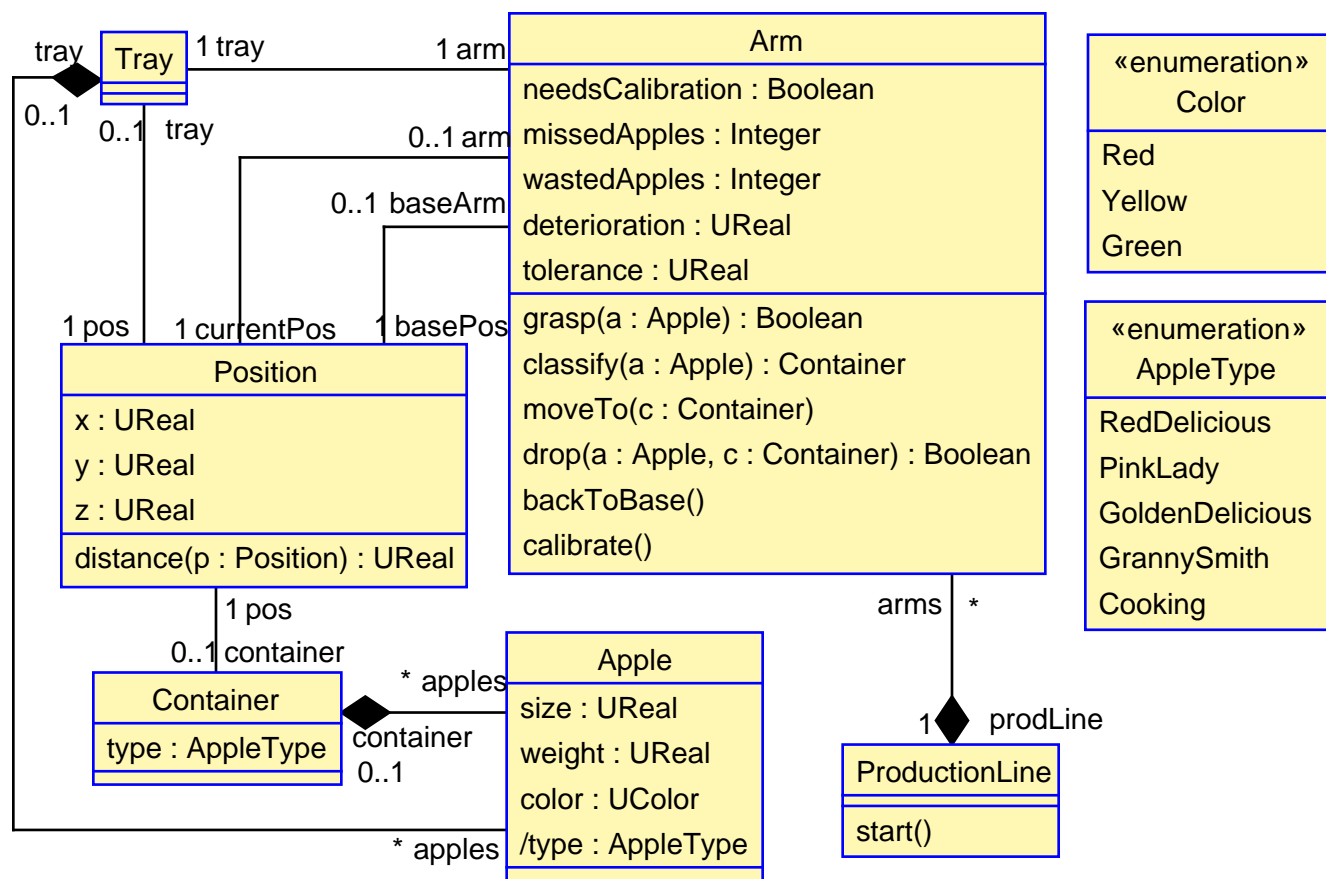 tray
Tray
1 tray
1 arm
0..1
0..1 tray
0..1 arm
0..1 baseArm
1 pos
1 currentPos
1 basePos
Arm
needsCalibration : Boolean
missedApples : Integer
wastedApples : Integer
deterioration : UReal
tolerance : UReal
grasp(a : Apple) : Boolean
classify(a : Apple) : Container
moveTo(c : Container)
drop(a : Apple, c : Container) : Boolean
backToBase()
calibrate()
«enumeration»
Color
Red
Yellow
Green
«enumeration»
AppleType
RedDelicious
PinkLady
GoldenDelicious
GrannySmith
Cooking
Position
x : UReal
y : UReal
z : UReal
distance(p : Position) : UReal
1 pos
0..1 container
Container
type : AppleType
* apples
container
0..1
* apples
Apple
size : UReal
weight : UReal
color : UColor
/type : AppleType
arms *
1 prodLine
ProductionLine
start()